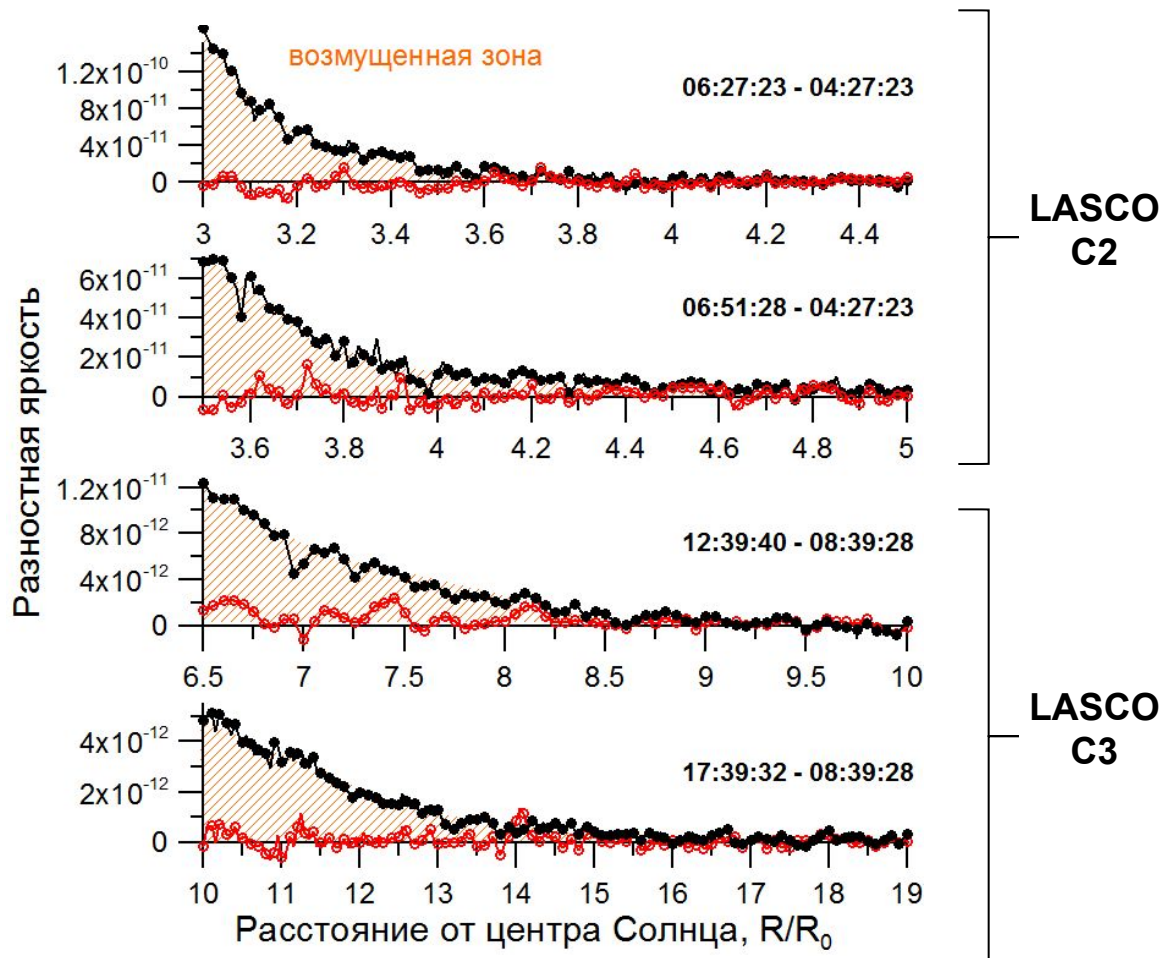 возмущенная зона
06:27:23 - 04:27:23
1.2x10⁻¹⁰
8x10⁻¹¹
4x10⁻¹¹
0
3 3.2 3.4 3.6 3.8 4 4.2 4.4
06:51:28 - 04:27:23
6x10⁻¹¹
4x10⁻¹¹
2x10⁻¹¹
0
3.6 3.8 4 4.2 4.4 4.6 4.8 5
LASCO
C2
12:39:40 - 08:39:28
1.2x10⁻¹¹
8x10⁻¹²
4x10⁻¹²
0
6.5 7 7.5 8 8.5 9 9.5 10
17:39:32 - 08:39:28
4x10⁻¹²
2x10⁻¹²
0
10 11 12 13 14 15 16 17 18 19
LASCO
C3
Разностная яркость
Расстояние от центра Солнца, R/R₀